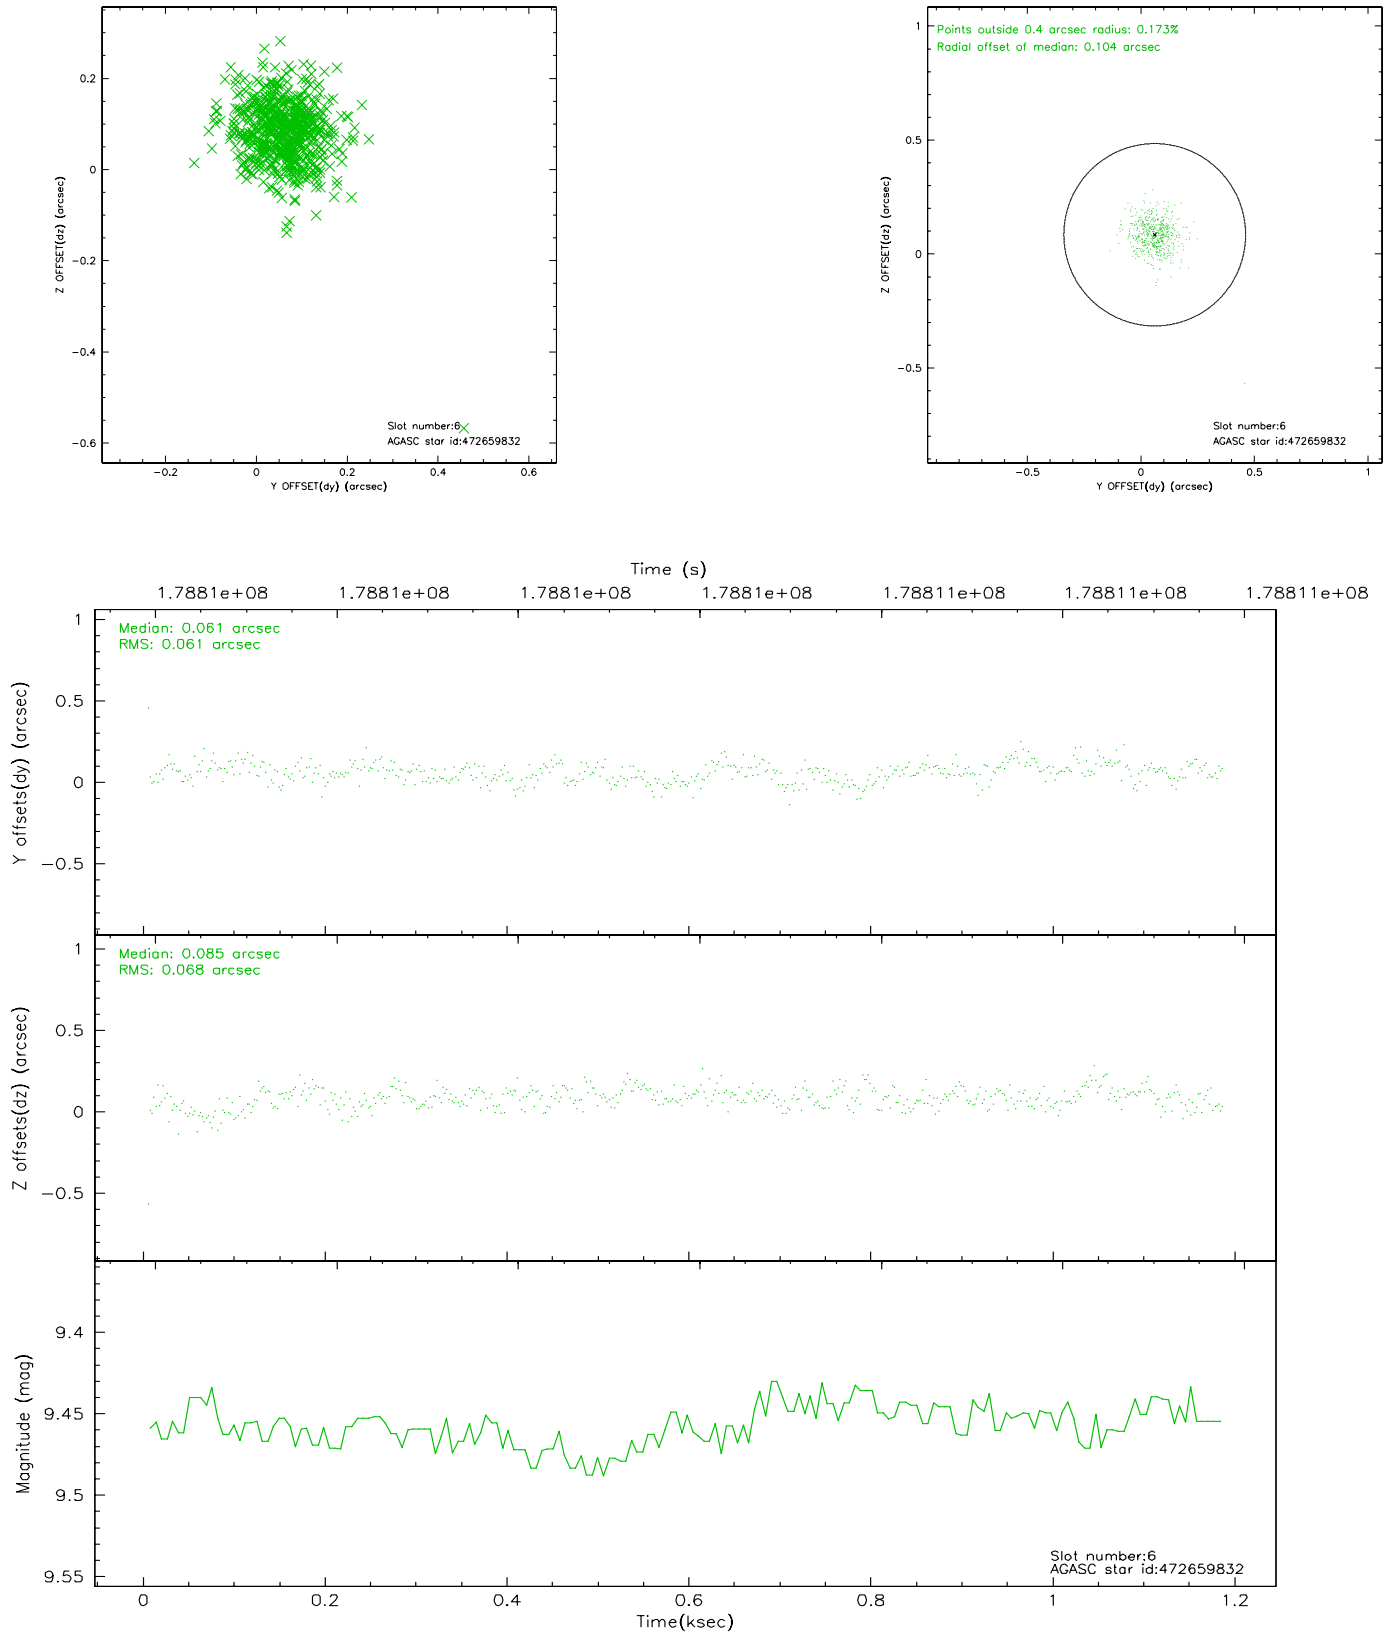 0.2
0
−0.2
−0.4
−0.6
Z OFFSET(dz) (arcsec)
Slot number:6
AGASC star id:472659832
−0.2 0 0.2 0.4 0.6
Y OFFSET(dy) (arcsec)
Points outside 0.4 arcsec radius: 0.173%
Radial offset of median: 0.104 arcsec
1
0.5
0
−0.5
Z OFFSET(dz) (arcsec)
Slot number:6
AGASC star id:472659832
−0.5 0 0.5 1
Y OFFSET(dy) (arcsec)
Time (s)
1.7881e+08 1.7881e+08 1.7881e+08 1.7881e+08 1.78811e+08 1.78811e+08 1.78811e+08
Median: 0.061 arcsec
RMS: 0.061 arcsec
1
0.5
0
−0.5
Y offsets(dy) (arcsec)
Median: 0.085 arcsec
RMS: 0.068 arcsec
1
0.5
0
−0.5
Z offsets(dz) (arcsec)
9.4
9.45
9.5
9.55
Magnitude (mag)
Slot number:6
AGASC star id:472659832
0 0.2 0.4 0.6 0.8 1 1.2
Time(ksec)